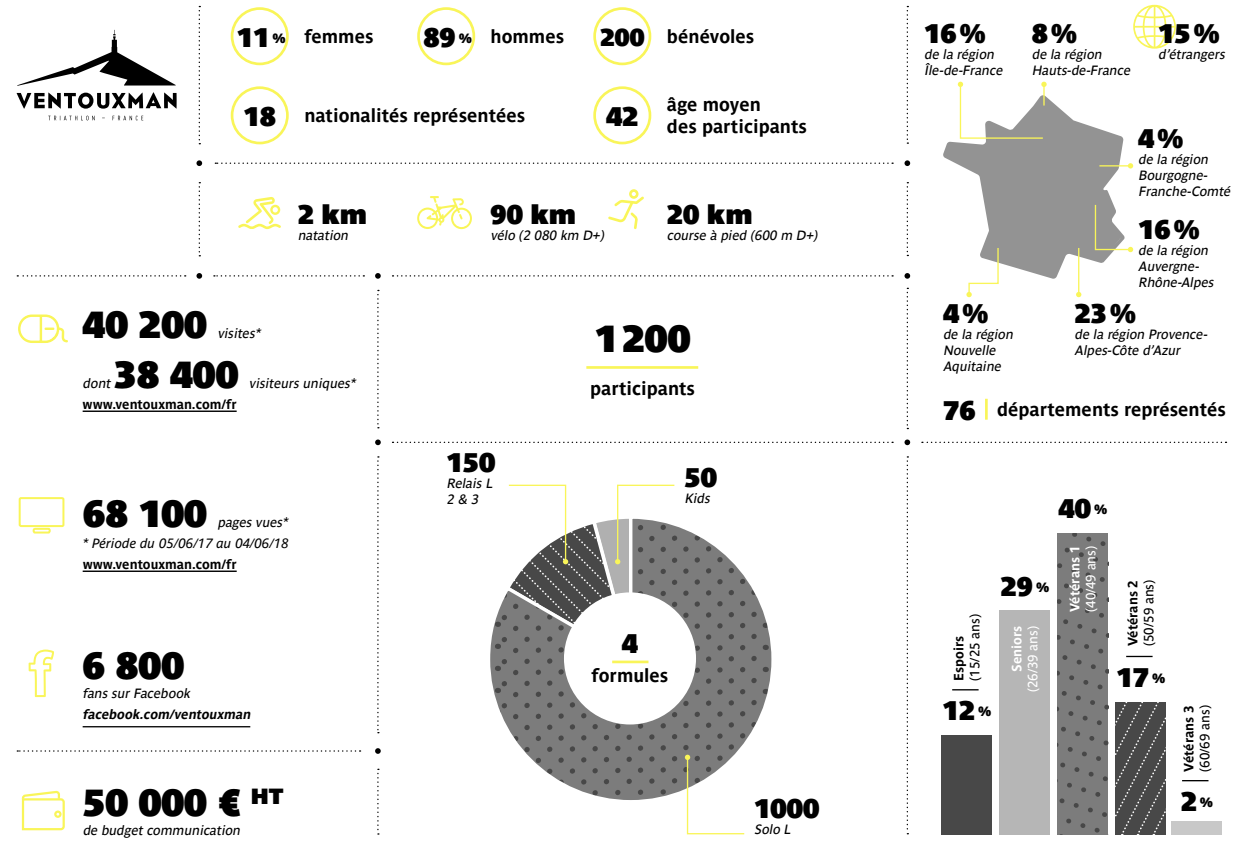 VENTOUXMAN
TRIATHLON – FRANCE
11 % femmes
89 % hommes
200 bénévoles
18 nationalités représentées
42 âge moyen
des participants
2 km
natation
90 km
vélo (2 080 km D+)
20 km
course à pied (600 m D+)
16 %
de la région
Île-de-France
8 %
de la région
Hauts-de-France
15 %
d'étrangers
4 %
de la région
Bourgogne-
Franche-Comté
16 %
de la région
Auvergne-
Rhône-Alpes
4 %
de la région
Nouvelle
Aquitaine
23 %
de la région Provence-
Alpes-Côte d'Azur
76 départements représentés
40 200 visites*
dont 38 400 visiteurs uniques*
www.ventouxman.com/fr
68 100 pages vues*
* Période du 05/06/17 au 04/06/18
www.ventouxman.com/fr
6 800
fans sur Facebook
facebook.com/ventouxman
50 000 € HT
de budget communication
1 200
participants
150
Relais L
2 & 3
50
Kids
4
formules
1000
Solo L
12 %
Espoirs
(15/25 ans)
29 %
Seniors
(26/39 ans)
40 %
Vétérans 1
(40/49 ans)
17 %
Vétérans 2
(50/59 ans)
2 %
Vétérans 3
(60/69 ans)